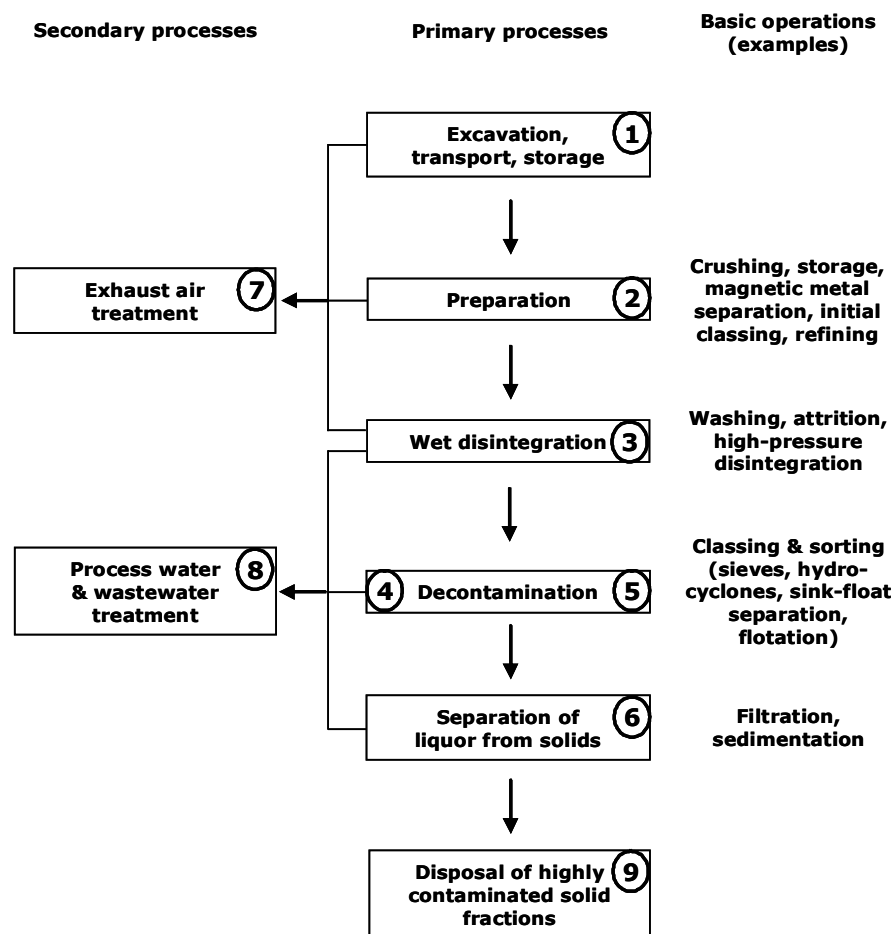 Secondary processes
Primary processes
Basic operations
(examples)
Excavation,
transport, storage
1
Exhaust air
treatment
7
Preparation
2
Crushing, storage,
magnetic metal
separation, initial
classing, refining
Wet disintegration
3
Washing, attrition,
high-pressure
disintegration
Process water
& wastewater
treatment
8
4
Decontamination
5
Classing & sorting
(sieves, hydro-
cyclones, sink-float
separation,
flotation)
Separation of
liquor from solids
6
Filtration,
sedimentation
Disposal of highly
contaminated solid
fractions
9